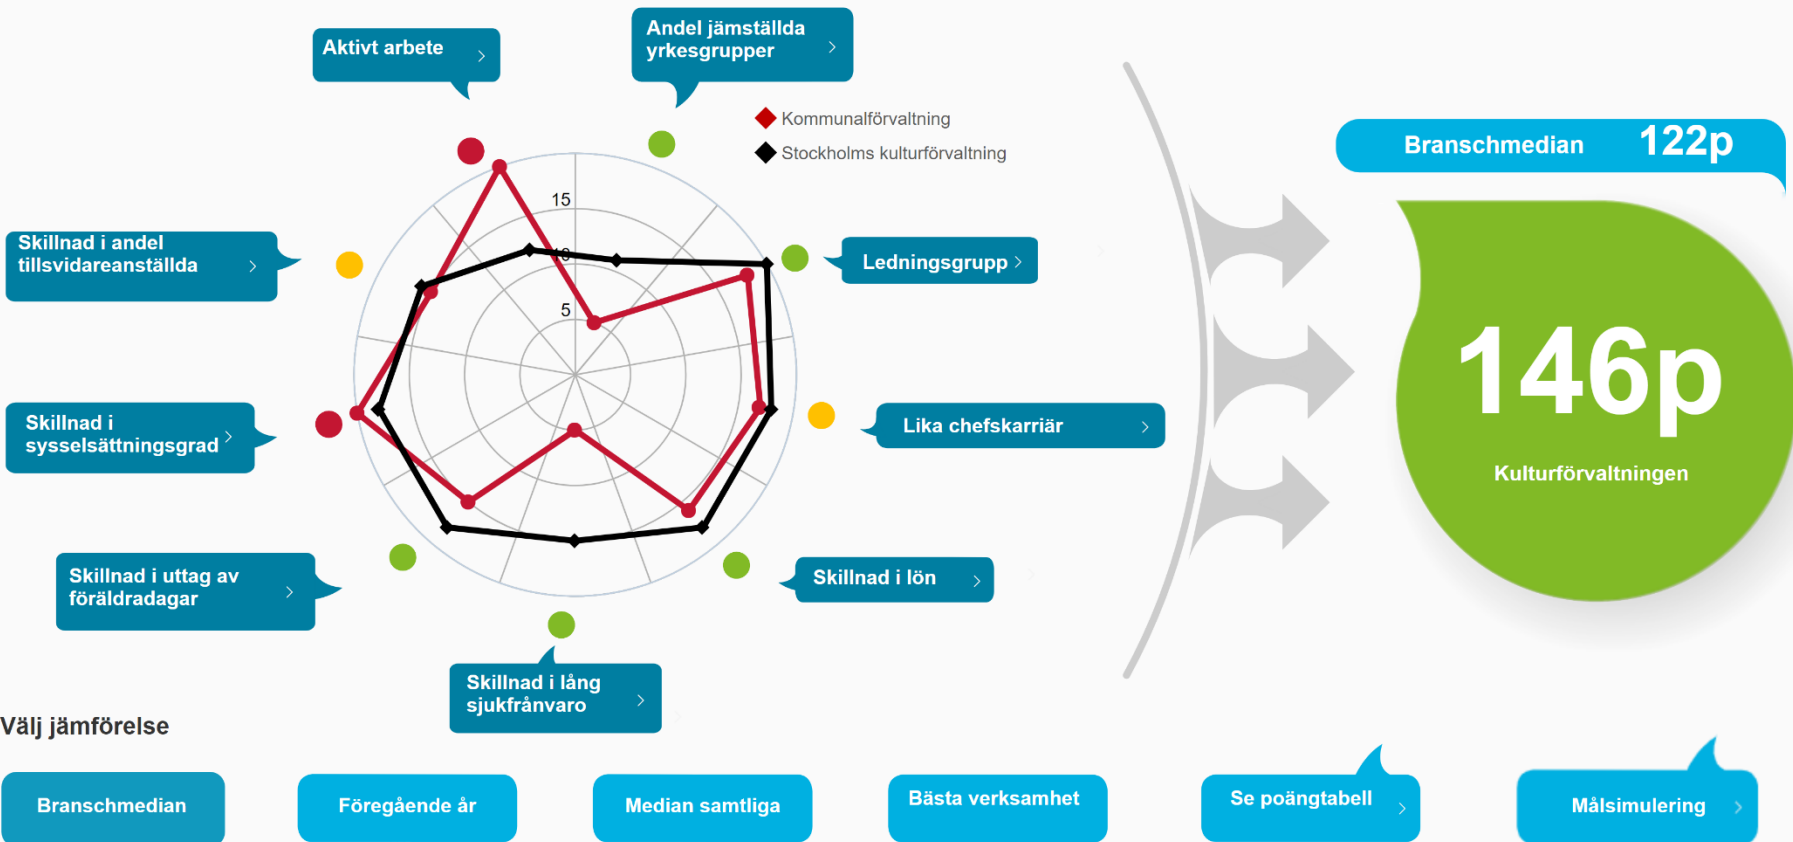 Andel jämställda
yrkesgrupper
Aktivt arbete
Kommunalförvaltning
Stockholms kulturförvaltning
Branschmedian 122p
15
10
5
Skillnad i andel
tillsvidareanställda
Ledningsgrupp
146p
Kulturförvaltningen
Skillnad i
sysselsättningsgrad
Lika chefskarriär
Skillnad i uttag av
föräldradagar
Skillnad i lön
Skillnad i lång
sjukfrånvaro
Välj jämförelse
Branschmedian
Föregående år
Median samtliga
Bästa verksamhet
Se poängtabell
Målsimulering